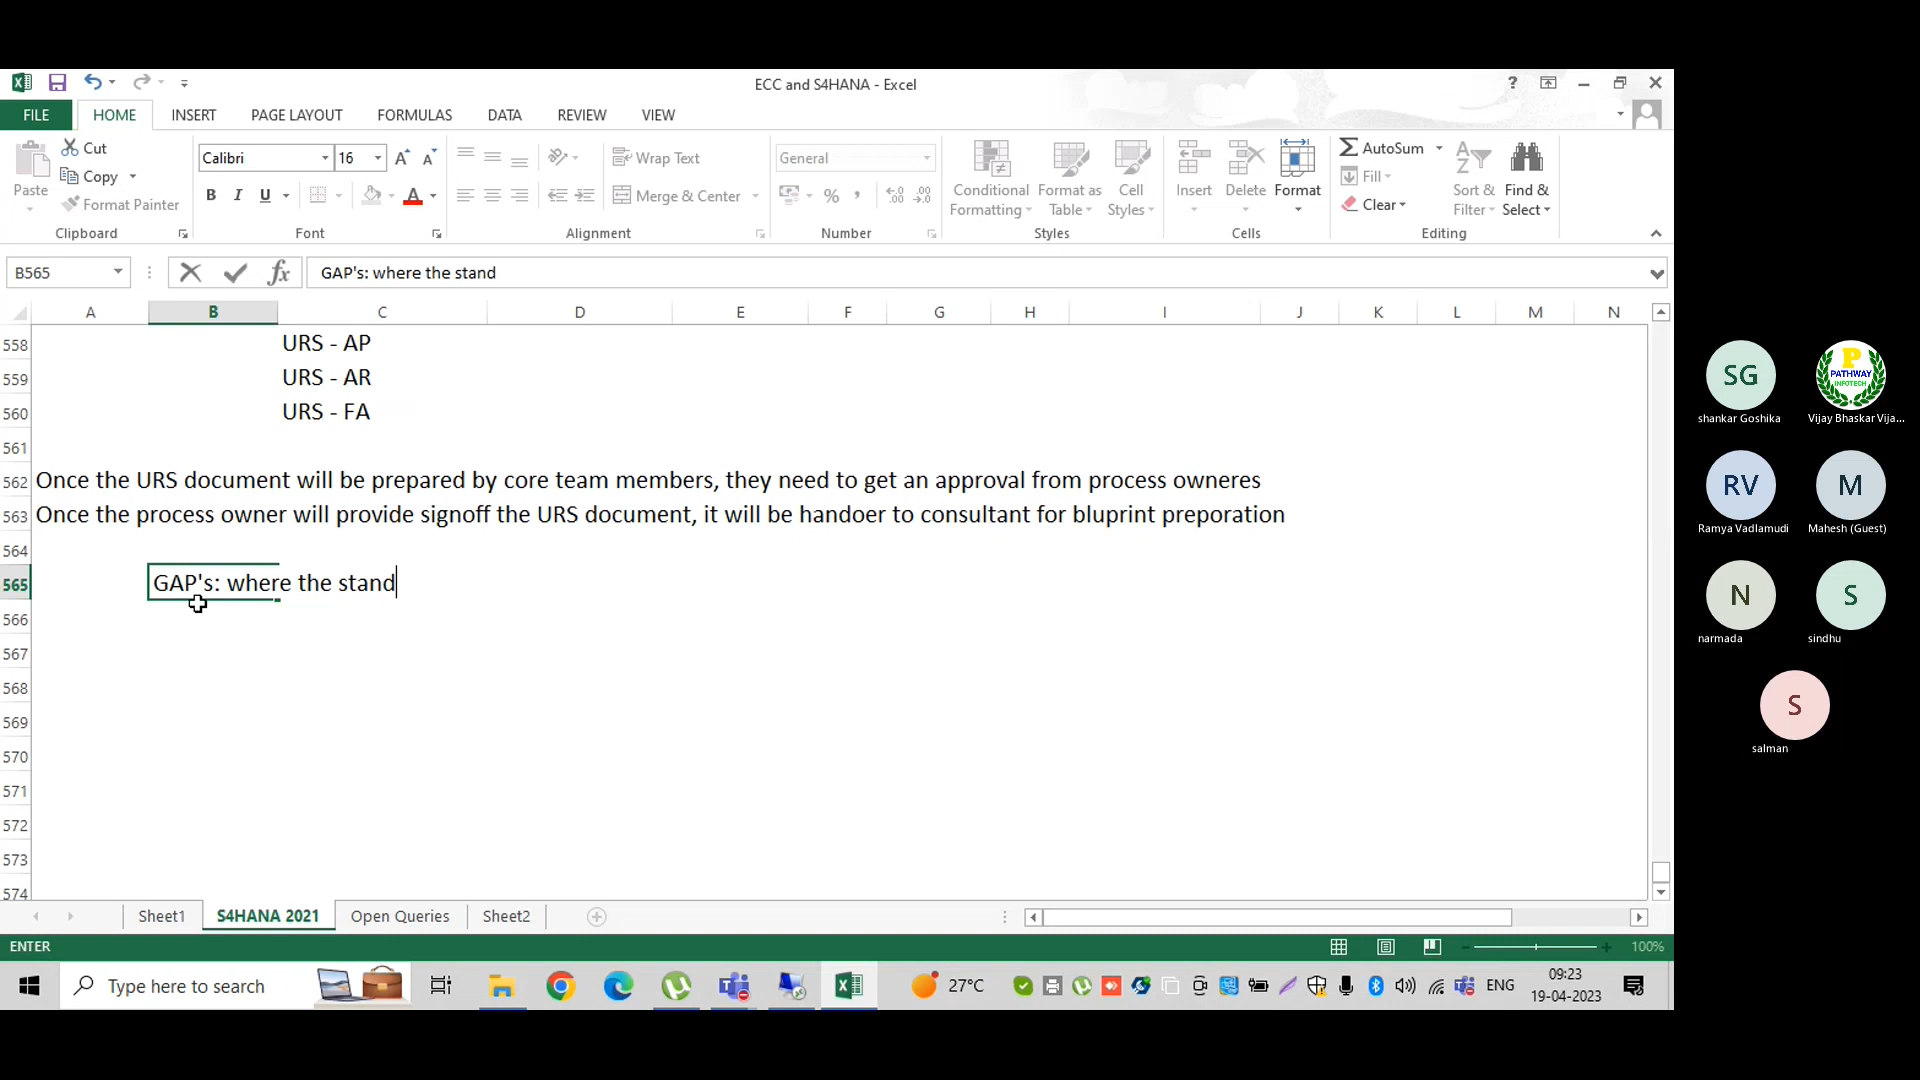 ECC and S4HANA - Excel
?
FILE
HOME
INSERT
PAGE LAYOUT
FORMULAS
DATA
REVIEW
VIEW
Paste
Cut
Copy
Format Painter
Clipboard
Calibri
16
A A
B I U
A
Font
Wrap Text
Merge & Center
Alignment
General
% ,
Number
Conditional Formatting
Format as Table
Cell Styles
Styles
Insert
Delete
Format
Cells
AutoSum
Fill
Clear
Sort & Filter
Find & Select
Editing
B565
fx
GAP's: where the stand
A B C D E F G H I J K L M N
558 URS - AP
559 URS - AR
560 URS - FA
561
562 Once the URS document will be prepared by core team members, they need to get an approval from process owneres
563 Once the process owner will provide signoff the URS document, it will be handoer to consultant for bluprint preporation
564
565 GAP's: where the stand
566
567
568
569
570
571
572
573
574
Sheet1
S4HANA 2021
Open Queries
Sheet2
ENTER
100%
Type here to search
27°C
ENG
09:23
19-04-2023
SG
shankar Goshika
P
PATHWAY
INFOTECH
Vijay Bhaskar Vija...
RV
Ramya Vadlamudi
M
Mahesh (Guest)
N
narmada
S
sindhu
S
salman